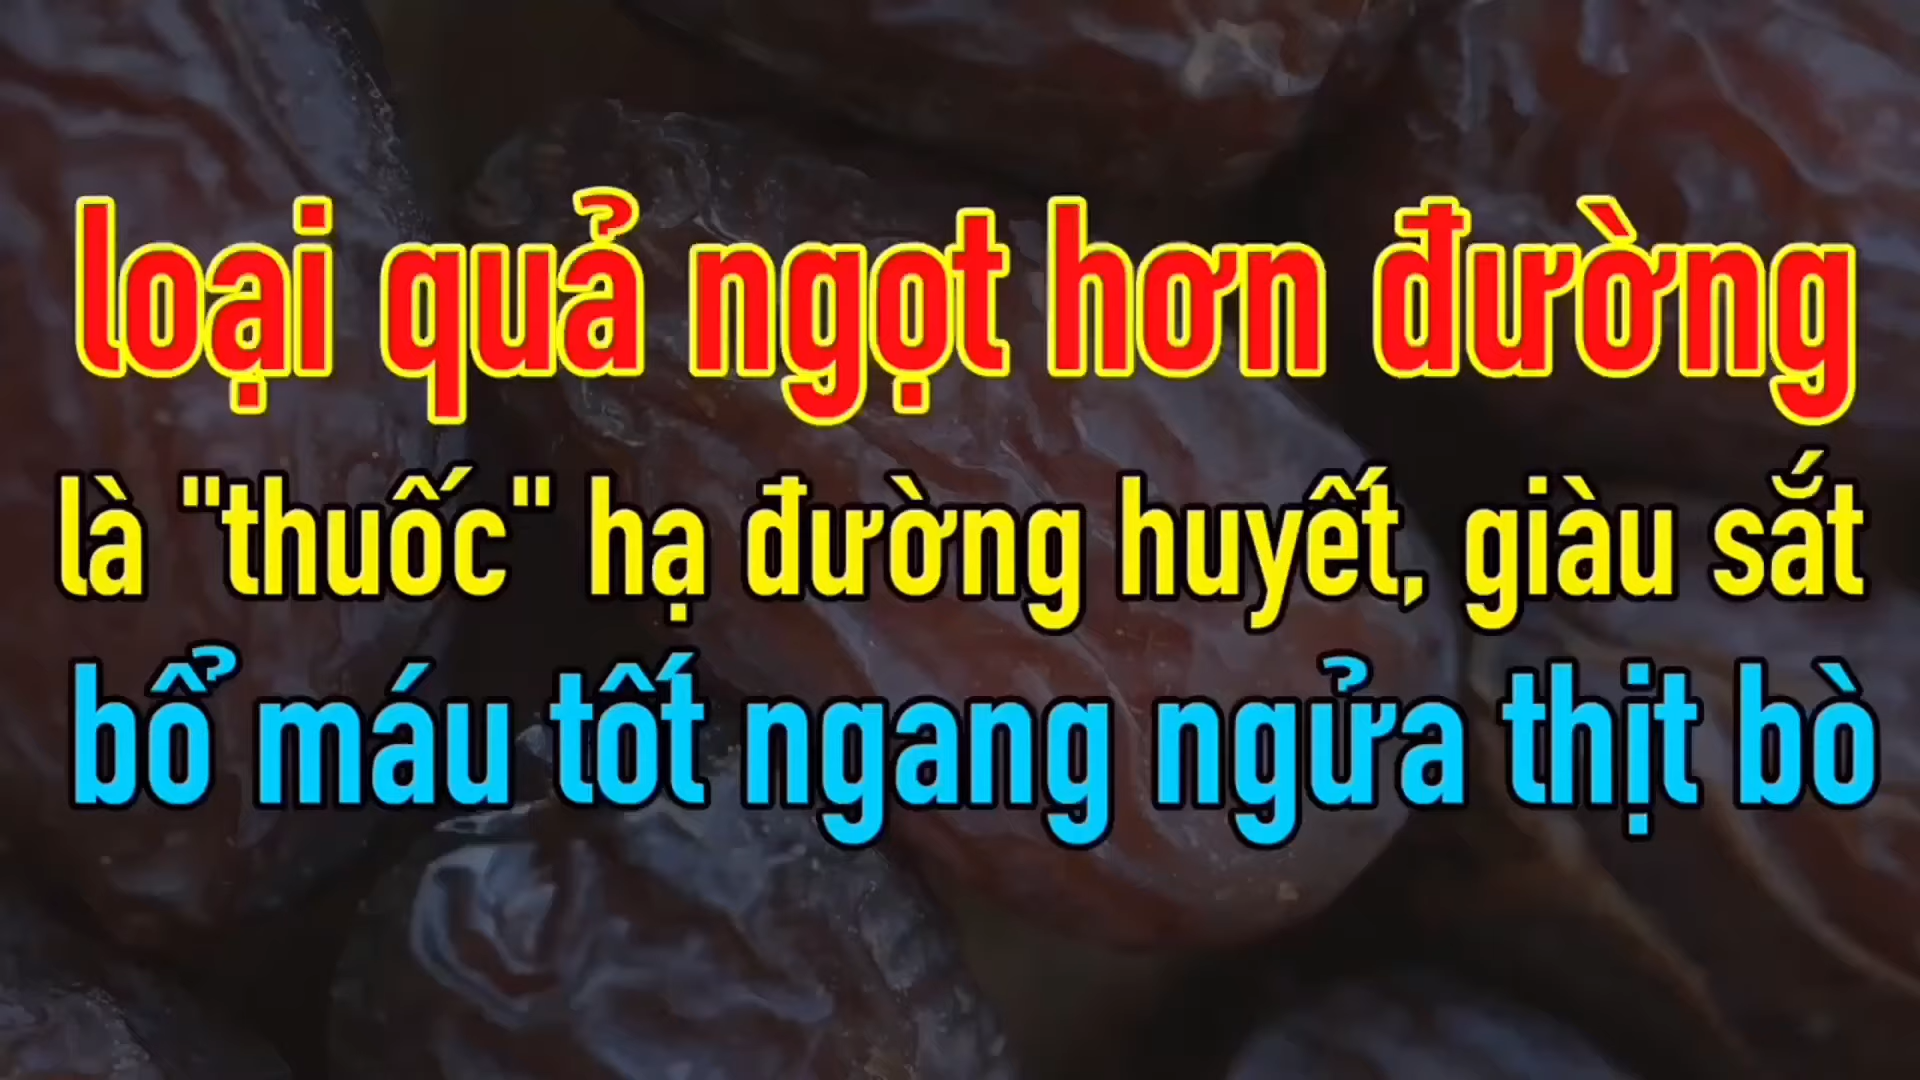 loại quả ngọt hơn đường
là "thuốc" hạ đường huyết, giàu sắt
bổ máu tốt ngang ngửa thịt bò